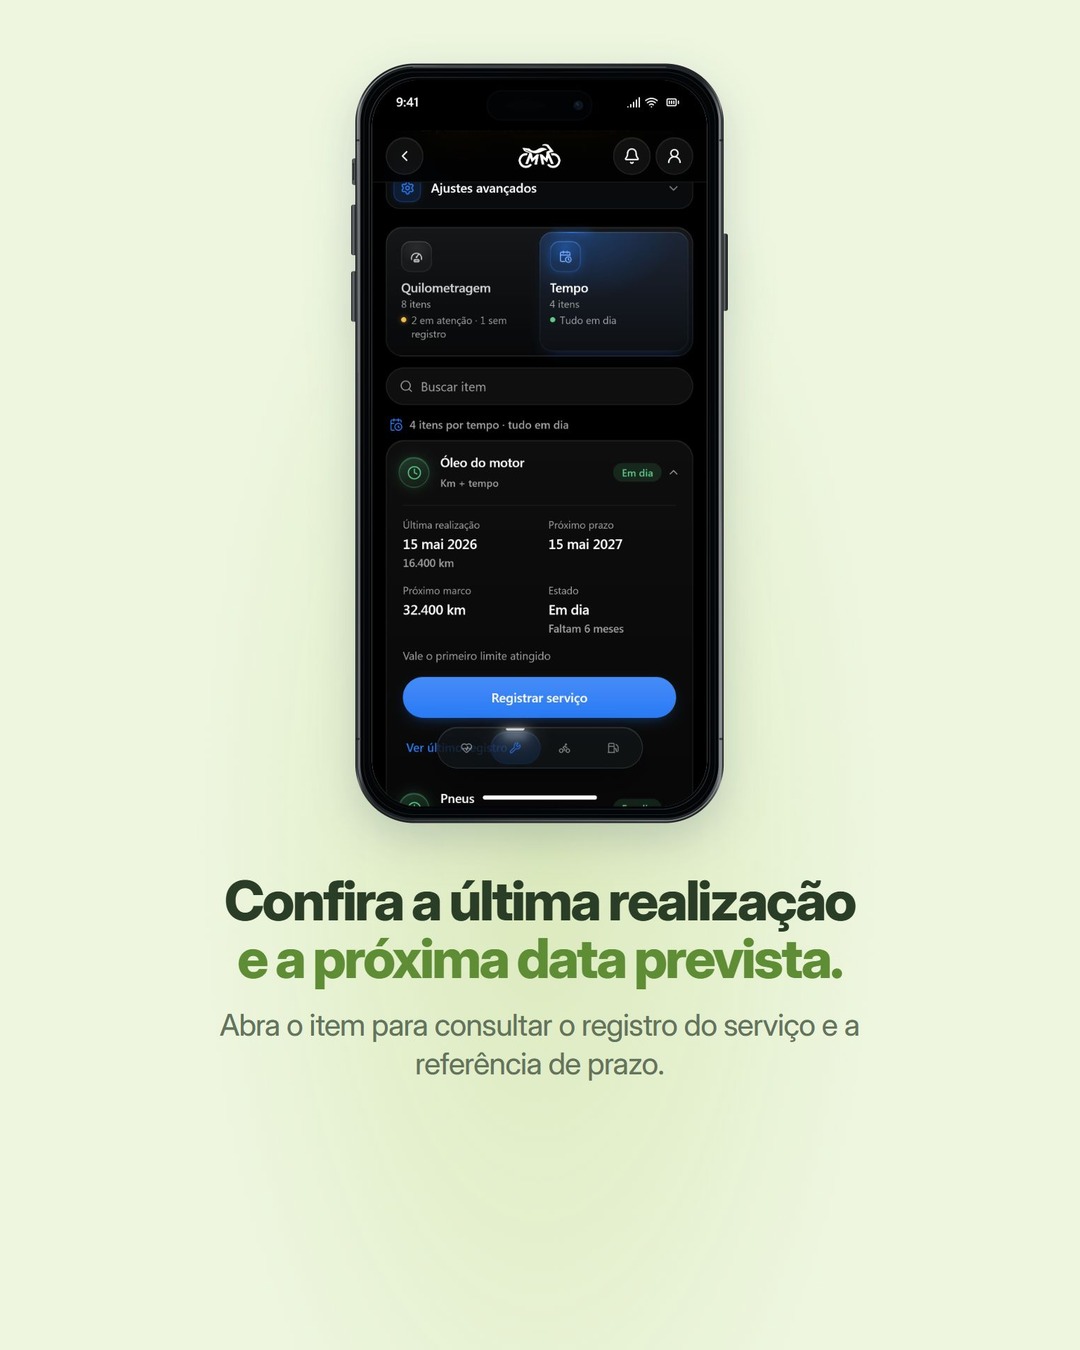 9:41
MM
Ajustes avançados
Quilometragem
8 itens
2 em atenção · 1 sem
registro
Tempo
4 itens
Tudo em dia
Buscar item
4 itens por tempo · tudo em dia
Óleo do motor
Km + tempo
Em dia
Última realização
15 mai 2026
16.400 km
Próximo prazo
15 mai 2027
Próximo marco
32.400 km
Estado
Em dia
Faltam 6 meses
Vale o primeiro limite atingido
Registrar serviço
Ver último registro
Pneus
Confira a última realização
e a próxima data prevista.
Abra o item para consultar o registro do serviço e a
referência de prazo.